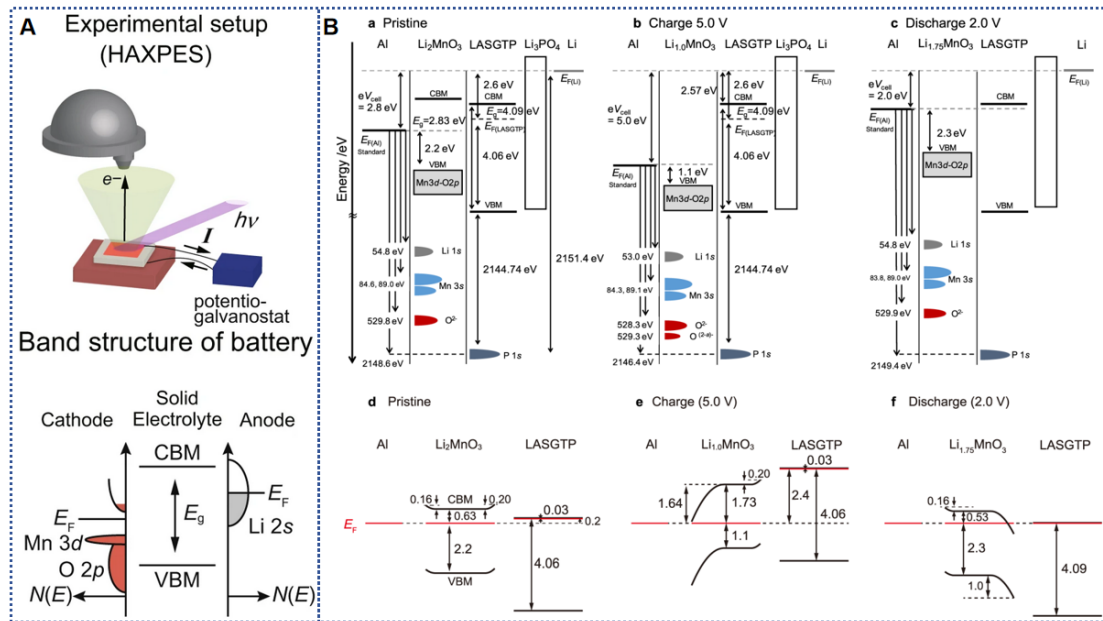 A
Experimental setup
(HAXPES)
e−
hν
I
potentio-
galvanostat
Band structure of battery
Cathode
Solid
Electrolyte
Anode
CBM
E_F
E_g
E_F
Li 2s
Mn 3d
O 2p
VBM
N(E)
N(E)
B
a Pristine
Al Li₂MnO₃ LASGTP Li₃PO₄ Li
Energy /eV
E_F(Li)
2.6 eV
CBM
CBM
eV_cell
= 2.8 eV
E_g=4.09 eV
E_g=2.83 eV
E_F(LASGTP)
E_F(Al)
Standard
2.2 eV
4.06 eV
VBM
Mn3d-O2p
VBM
54.8 eV
Li 1s
2144.74 eV
2151.4 eV
84.6, 89.0 eV
Mn 3s
529.8 eV
O²⁻
P 1s
2148.6 eV
b Charge 5.0 V
Al Li₁.₀MnO₃ LASGTP Li₃PO₄ Li
E_F(Li)
2.6 eV
2.57 eV
CBM
eV_cell
= 5.0 eV
E_g=4.09 eV
E_F(LASGTP)
4.06 eV
E_F(Al)
Standard
1.1 eV
VBM
Mn3d-O2p
VBM
53.0 eV
Li 1s
2144.74 eV
84.3, 89.1 eV
Mn 3s
528.3 eV
O²⁻
529.3 eV
O⁽²⁻ᵃ⁾⁻
P 1s
2146.4 eV
c Discharge 2.0 V
Al Li₁.₇₅MnO₃ LASGTP Li
E_F(Li)
eV_cell
= 2.0 eV
CBM
E_F(Al)
Standard
2.3 eV
VBM
Mn3d-O2p
VBM
54.8 eV
Li 1s
83.8, 89.0 eV
Mn 3s
529.9 eV
O²⁻
P 1s
2149.4 eV
d Pristine
Al Li₂MnO₃ LASGTP
0.16
CBM
0.20
0.03
0.63
0.2
E_F
2.2
4.06
VBM
e Charge (5.0 V)
Al Li₁.₀MnO₃ LASGTP
0.03
0.20
1.64
1.73
2.4
4.06
1.1
f Discharge (2.0 V)
Al Li₁.₇₅MnO₃ LASGTP
0.16
0.53
2.3
4.09
1.0